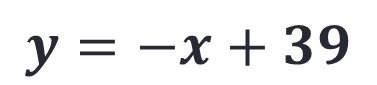 y = −x + 39